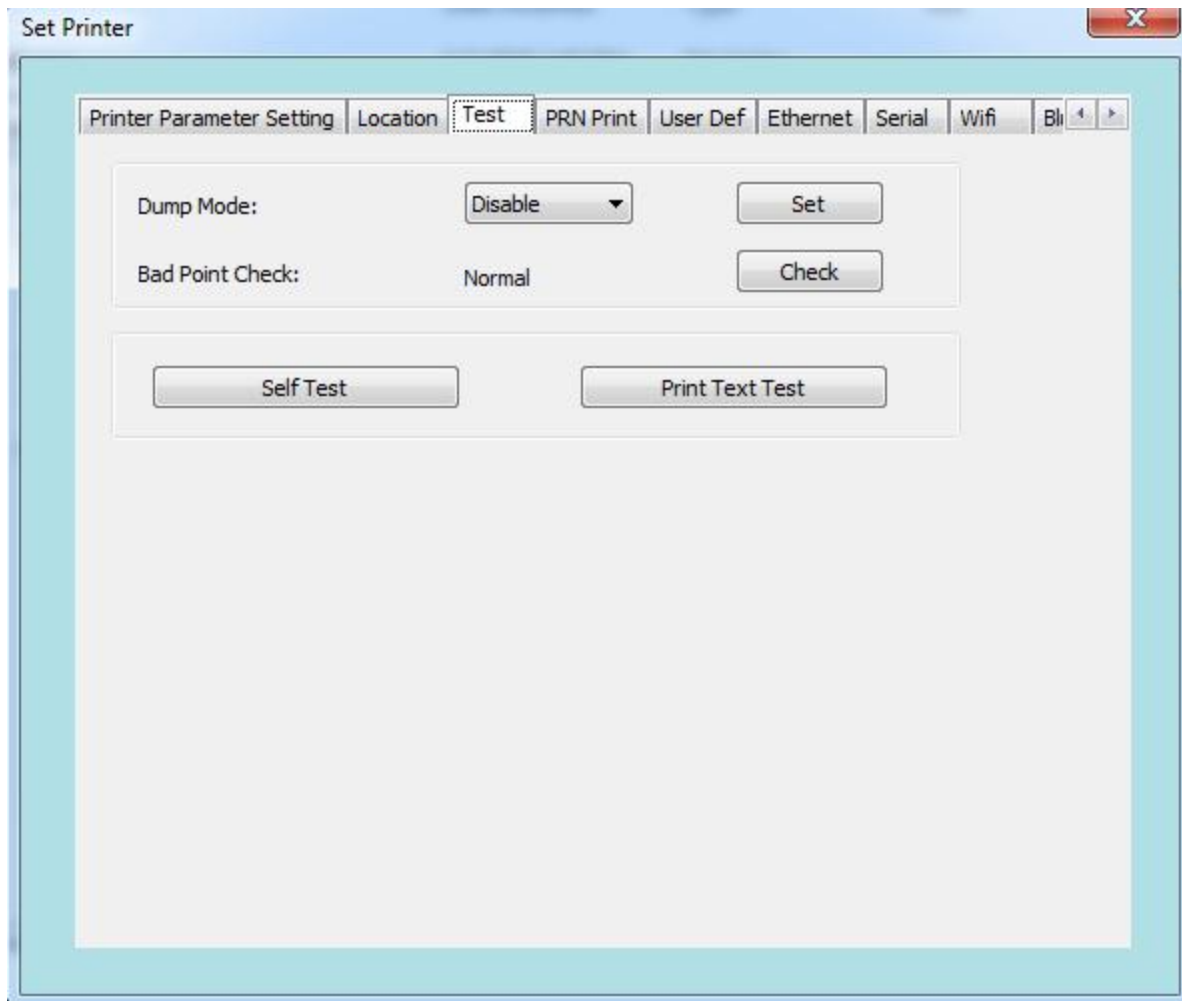 Set Printer
Printer Parameter Setting Location Test PRN Print User Def Ethernet Serial Wifi
Dump Mode: Disable Set
Bad Point Check: Normal Check
Self Test Print Text Test